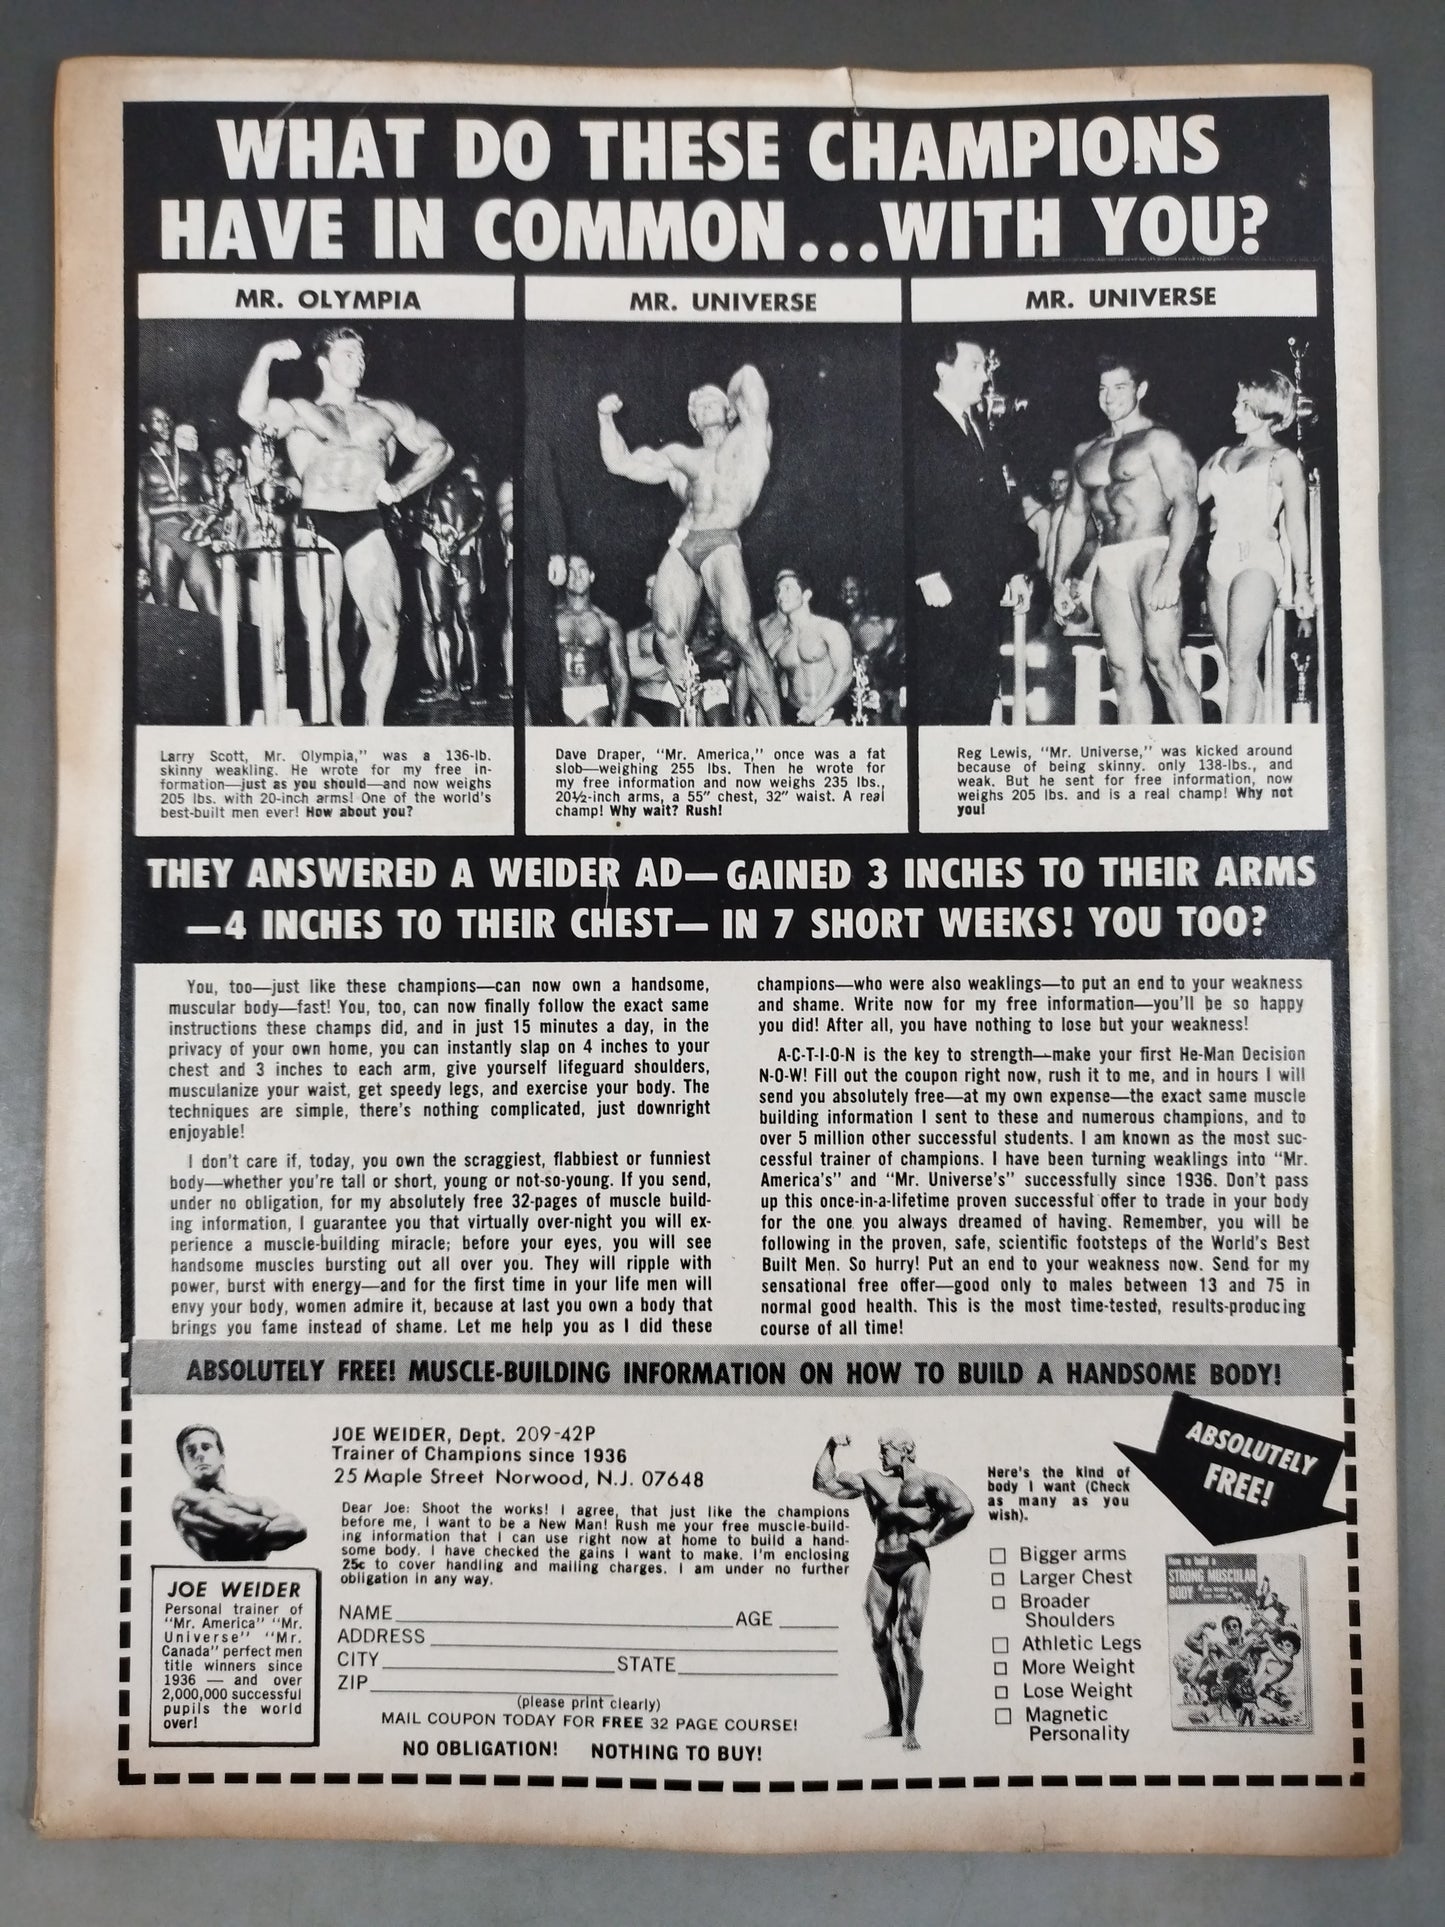 WHAT DO THESE CHAMPIONS
HAVE IN COMMON...WITH YOU?
MR. OLYMPIA
MR. UNIVERSE
MR. UNIVERSE
Larry Scott, Mr. Olympia," was a 136-lb.
skinny weakling. He wrote for my free in-
formation—just as you should—and now weighs
205 lbs. with 20-inch arms! One of the world's
best-built men ever! How about you?
Dave Draper, "Mr. America," once was a fat
slob—weighing 255 lbs. Then he wrote for
my free information and now weighs 235 lbs.,
20½-inch arms, a 55" chest, 32" waist. A real
champ! Why wait? Rush!
Reg Lewis, "Mr. Universe," was kicked around
because of being skinny. only 138-lbs., and
weak. But he sent for free information, now
weighs 205 lbs. and is a real champ! Why not
you!
THEY ANSWERED A WEIDER AD—GAINED 3 INCHES TO THEIR ARMS
—4 INCHES TO THEIR CHEST—IN 7 SHORT WEEKS! YOU TOO?
You, too—just like these champions—can now own a handsome,
muscular body—fast! You, too, can now finally follow the exact same
instructions these champs did, and in just 15 minutes a day, in the
privacy of your own home, you can instantly slap on 4 inches to your
chest and 3 inches to each arm, give yourself lifeguard shoulders,
musculanize your waist, get speedy legs, and exercise your body. The
techniques are simple, there's nothing complicated, just downright
enjoyable!
I don't care if, today, you own the scraggiest, flabbiest or funniest
body—whether you're tall or short, young or not-so-young. If you send,
under no obligation, for my absolutely free 32-pages of muscle build-
ing information, I guarantee you that virtually over-night you will ex-
perience a muscle-building miracle; before your eyes, you will see
handsome muscles bursting out all over you. They will ripple with
power, burst with energy—and for the first time in your life men will
envy your body, women admire it, because at last you own a body that
brings you fame instead of shame. Let me help you as I did these
champions—who were also weaklings—to put an end to your weakness
and shame. Write now for my free information—you'll be so happy
you did! After all, you have nothing to lose but your weakness!
A-C-T-I-O-N is the key to strength—make your first He-Man Decision
N-O-W! Fill out the coupon right now, rush it to me, and in hours I will
send you absolutely free—at my own expense—the exact same muscle
building information I sent to these and numerous champions, and to
over 5 million other successful students. I am known as the most suc-
cessful trainer of champions. I have been turning weaklings into "Mr.
America's" and "Mr. Universe's" successfully since 1936. Don't pass
up this once-in-a-lifetime proven successful offer to trade in your body
for the one you always dreamed of having. Remember, you will be
following in the proven, safe, scientific footsteps of the World's Best
Built Men. So hurry! Put an end to your weakness now. Send for my
sensational free offer—good only to males between 13 and 75 in
normal good health. This is the most time-tested, results-producing
course of all time!
ABSOLUTELY FREE! MUSCLE-BUILDING INFORMATION ON HOW TO BUILD A HANDSOME BODY!
JOE WEIDER
Personal trainer of
"Mr. America" "Mr.
Universe" "Mr.
Canada" perfect men
title winners since
1936 — and over
2,000,000 successful
pupils the world
over!
JOE WEIDER, Dept. 209-42P
Trainer of Champions since 1936
25 Maple Street Norwood, N.J. 07648
Dear Joe: Shoot the works! I agree, that just like the champions
before me, I want to be a New Man! Rush me your free muscle-build-
ing information that I can use right now at home to build a hand-
some body. I have checked the gains I want to make. I'm enclosing
25c to cover handling and mailing charges. I am under no further
obligation in any way.
NAME AGE
ADDRESS
CITY STATE
ZIP
(please print clearly)
MAIL COUPON TODAY FOR FREE 32 PAGE COURSE!
NO OBLIGATION! NOTHING TO BUY!
Here's the kind of
body I want (Check
as many as you
wish).
Bigger arms
Larger Chest
Broader
Shoulders
Athletic Legs
More Weight
Lose Weight
Magnetic
Personality
ABSOLUTELY
FREE!
How to build a
STRONG MUSCULAR
BODY